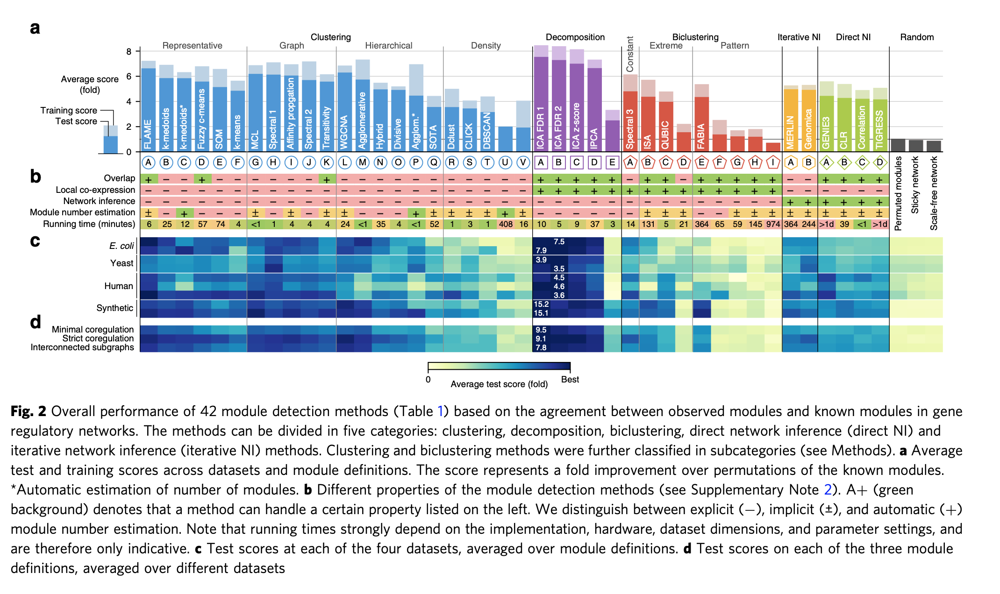 a
Clustering Decomposition Biclustering Iterative NI Direct NI Random
Representative Graph Hierarchical Density Constant Extreme Pattern
8
6
4
2
0
Average score
(fold)
Training score
Test score
FLAME k-medoids k-medoids* Fuzzy c-means SOM k-means MCL Spectral 1 Affinity propogation Spectral 2 Transitivity WGCNA Agglomerative Hybrid Divisive Agglom.* SOTA Dclust CLICK DBSCAN ICA FDR 1 ICA FDR 2 ICA z-score IPCA Spectral 3 ISA QUBIC FABIA MERLIN Genomica GENIE3 CLR Correlation TIGRESS
A B C D E F G H I J K L M N O P Q R S T U V A B C D E A B C D E F G H I A B A B C D
Permuted modules Sticky network Scale-free network
b
Overlap + − − + − − − − − − + − − − − − − − − − − − + + + + + − + + − + + + + + − − + + + +
Local co-expression − − − − − − − − − − − − − − − − − − − − − − + + + + + + + + + + + + + + − − − − − −
Network inference − − − − − − − − − − − − − − − − − − − − − − − − − − − − − − − − − − − − + + + + + +
Module number estimation ± − + − − − ± − ± − ± ± − − − + ± ± ± ± + ± − − − − − − ± ± ± − − ± ± ± ± ± ± ± ± ±
Running time (minutes) 6 25 12 57 74 4 <1 1 4 4 4 24 <1 35 4 <1 52 1 3 1 408 16 10 5 9 37 3 14 131 5 21 364 65 59 145 974 364 244 >1d 39 <1 >1d
c
E. coli
7.5
7.9
Yeast
3.9
3.5
Human
4.5
4.6
3.6
Synthetic
15.2
15.1
d
Minimal coregulation 9.5
Strict coregulation 9.1
Interconnected subgraphs 7.8
0 Best
Average test score (fold)
Fig. 2 Overall performance of 42 module detection methods (Table 1) based on the agreement between observed modules and known modules in gene
regulatory networks. The methods can be divided in five categories: clustering, decomposition, biclustering, direct network inference (direct NI) and
iterative network inference (iterative NI) methods. Clustering and biclustering methods were further classified in subcategories (see Methods). a Average
test and training scores across datasets and module definitions. The score represents a fold improvement over permutations of the known modules.
*Automatic estimation of number of modules. b Different properties of the module detection methods (see Supplementary Note 2). A+ (green
background) denotes that a method can handle a certain property listed on the left. We distinguish between explicit (−), implicit (±), and automatic (+)
module number estimation. Note that running times strongly depend on the implementation, hardware, dataset dimensions, and parameter settings, and
are therefore only indicative. c Test scores at each of the four datasets, averaged over module definitions. d Test scores on each of the three module
definitions, averaged over different datasets